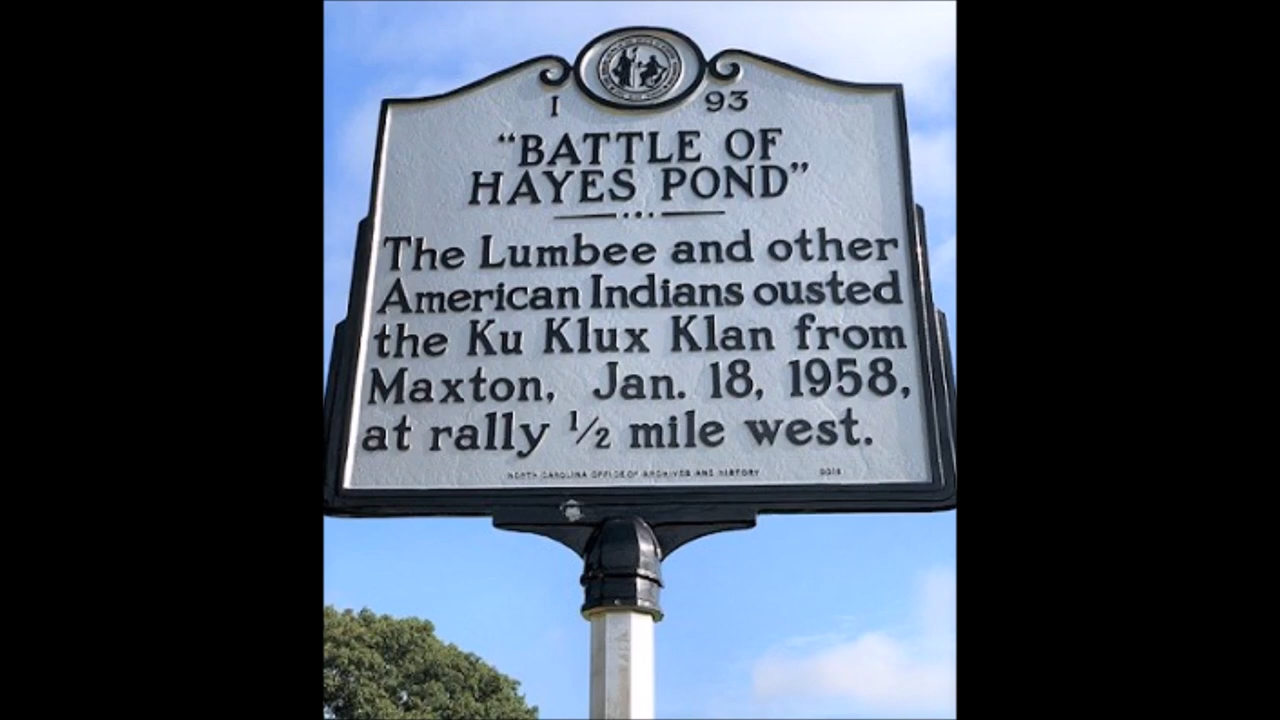 I 93
“BATTLE OF
HAYES POND”
The Lumbee and other
American Indians ousted
the Ku Klux Klan from
Maxton, Jan. 18, 1958,
at rally ½ mile west.
NORTH CAROLINA OFFICE OF ARCHIVES AND HISTORY